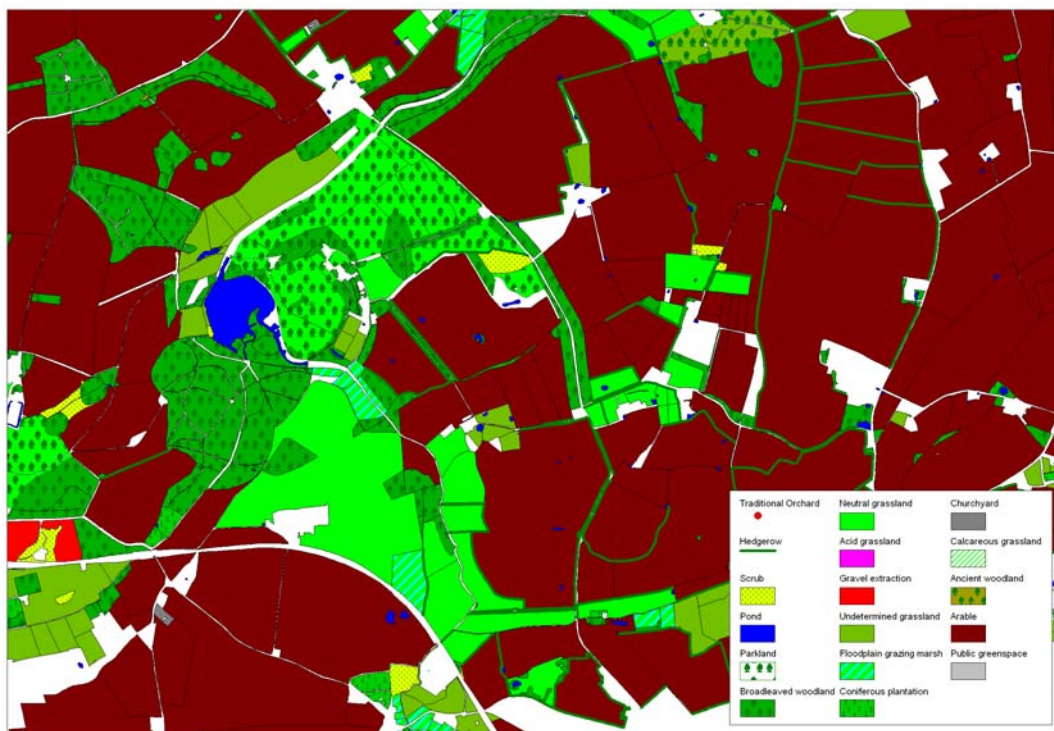 Traditional Orchard Neutral grassland Churchyard
Hedgerow Acid grassland Calcareous grassland
Scrub Gravel extraction Ancient woodland
Pond Undetermined grassland Arable
Parkland Floodplain grazing marsh Public greenspace
Broadleaved woodland Coniferous plantation